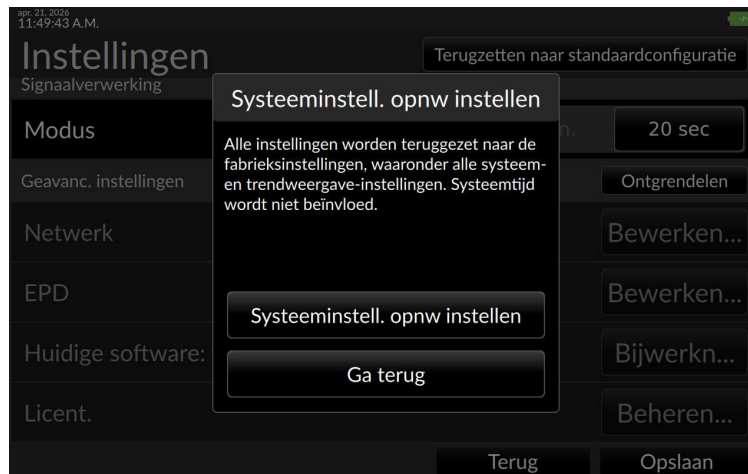 apr. 21, 2026
11:49:43 A.M.
Instellingen
Terugzetten naar standaardconfiguratie
Signaalverwerking
Systeeminstell. opnw instellen
Modus
n.
20 sec
Alle instellingen worden teruggezet naar de
fabrieksinstellingen, waaronder alle systeem-
en trendweergave-instellingen. Systeemtijd
wordt niet beïnvloed.
Geavanc. instellingen
Ontgrendelen
Netwerk
Bewerken...
EPD
Bewerken...
Systeeminstell. opnw instellen
Huidige software:
Bijwerkn...
Ga terug
Licent.
Beheren...
Terug
Opslaan